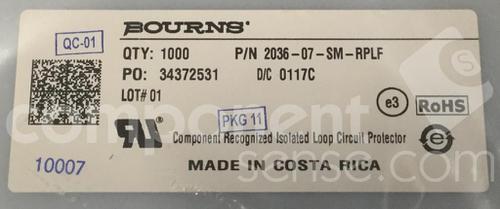 BOURNS®
QC-01
QTY: 1000 P/N 2036-07-SM-RPLF
PO: 34372531 D/C 0117C
LOT# 01
e3 RoHS
PKG 11
Component Recognized Isolated Loop Circuit Protector
e
10007
MADE IN COSTA RICA
component
sense.com